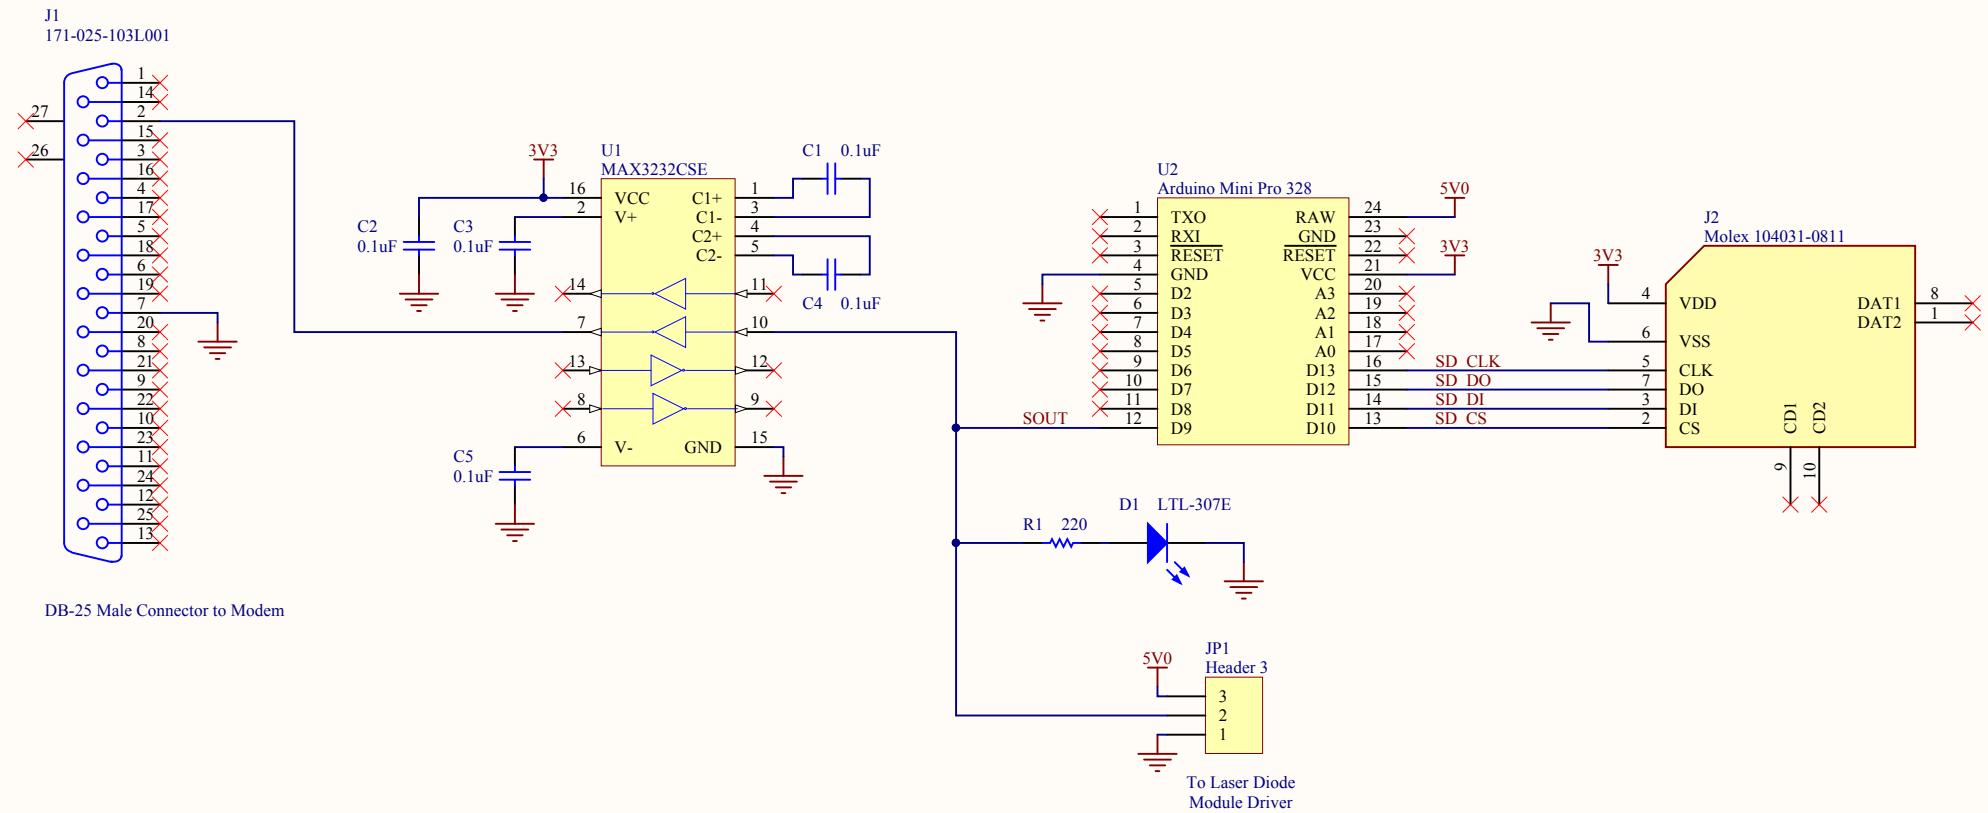 J1
171-025-103L001
1
14
2
15
3
16
4
17
5
18
6
19
7
20
8
21
9
22
10
23
11
24
12
25
13
27
26
DB-25 Male Connector to Modem
3V3
C2
0.1uF
C3
0.1uF
C5
0.1uF
U1
MAX3232CSE
16 VCC C1+ 1
2 V+ C1- 3
C2+ 4
C2- 5
14 11
7 10
13 12
8 9
6 V- GND 15
C1 0.1uF
C4 0.1uF
U2
Arduino Mini Pro 328
1 TXO RAW 24
2 RXI GND 23
3 RESET RESET 22
4 GND VCC 21
5 D2 A3 20
6 D3 A2 19
7 D4 A1 18
8 D5 A0 17
9 D6 D13 16
10 D7 D12 15
11 D8 D11 14
12 D9 D10 13
SOUT
5V0
3V3
SD_CLK
SD_DO
SD_DI
SD_CS
J2
Molex 104031-0811
3V3
4 VDD DAT1 8
DAT2 1
6 VSS
5 CLK
7 DO
3 DI
2 CS
CD1 CD2
9 10
R1 220
D1 LTL-307E
JP1
Header 3
5V0
3
2
1
To Laser Diode
Module Driver